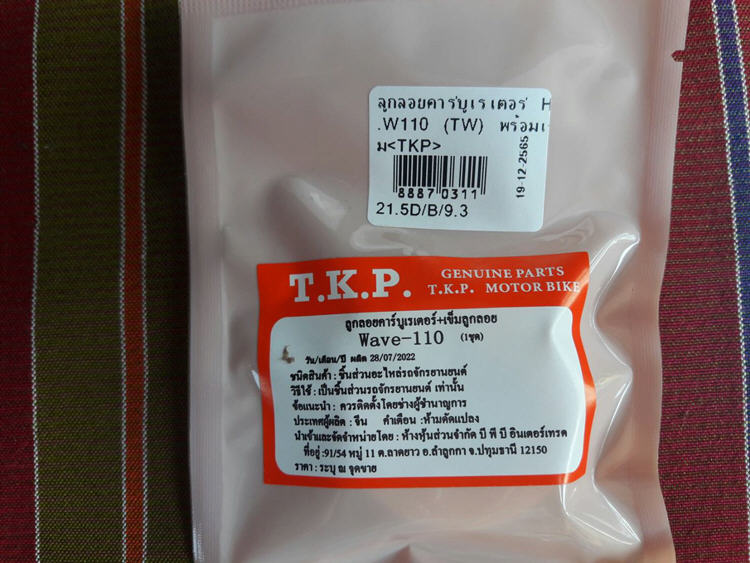 ลูกลอยคาร์บูเรเตอร์ H
.W110 (TW) พร้อมเ
ม<TKP>
88870311
21.5D/B/9.3
19-12-2565
T.K.P. GENUINE PARTS
T.K.P. MOTOR BIKE
ลูกลอยคาร์บูเรเตอร์+เข็มลูกลอย
Wave-110 (1ชุด)
วัน/เดือน/ปี ผลิต 28/07/2022
ชนิดสินค้า : ชิ้นส่วนอะไหล่รถจักรยานยนต์
วิธีใช้ : เป็นชิ้นส่วนรถจักรยานยนต์ เท่านั้น
ข้อแนะนำ : ควรติดตั้งโดยช่างผู้ชำนาญการ
ประเทศผู้ผลิต : จีน คำเตือน : ห้ามดัดแปลง
นำเข้าและจัดจำหน่ายโดย : ห้างหุ้นส่วนจำกัด บี พี บี อินเตอร์เทรด
ที่อยู่ : 91/54 หมู่ 11 ต.ลาดยาว อ.ลำลูกกา จ.ปทุมธานี 12150
ราคา : ระบุ ณ จุดขาย